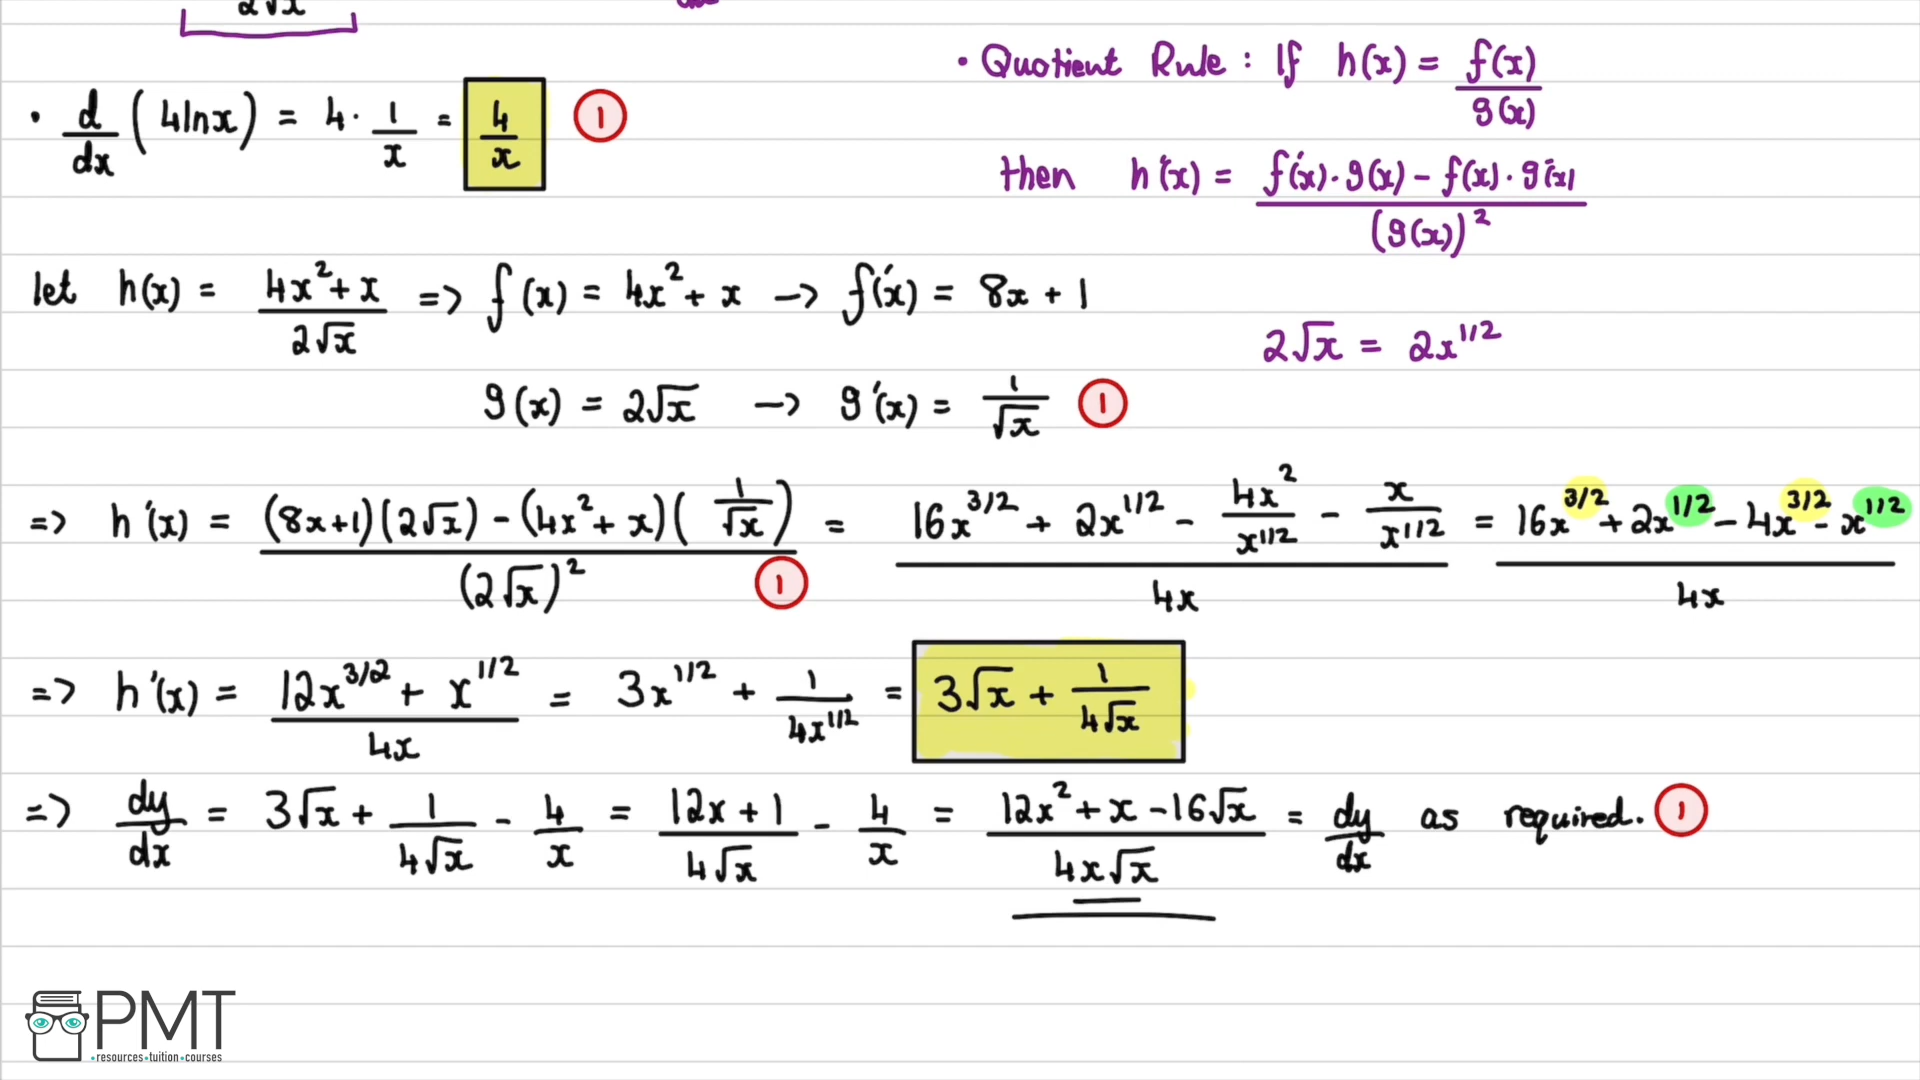 2√x
• Quotient Rule : If h(x) = f(x)/g(x)
• d/dx (4lnx) = 4 · 1/x = 4/x ①
then h'(x) = (f'(x)·g(x) − f(x)·g'(x))/(g(x))²
let h(x) = (4x²+x)/(2√x) => f(x) = 4x²+x → f'(x) = 8x+1
2√x = 2x^1/2
g(x) = 2√x → g'(x) = 1/√x ①
=> h'(x) = ((8x+1)(2√x) − (4x²+x)(1/√x))/(2√x)² ① = (16x^3/2 + 2x^1/2 − 4x²/x^1/2 − x/x^1/2)/4x = (16x^3/2 + 2x^1/2 − 4x^3/2 − x^1/2)/4x
=> h'(x) = (12x^3/2 + x^1/2)/4x = 3x^1/2 + 1/(4x^1/2) = 3√x + 1/(4√x)
=> dy/dx = 3√x + 1/(4√x) − 4/x = (12x+1)/(4√x) − 4/x = (12x²+x−16√x)/(4x√x) = dy/dx as required. ①
PMT
•resources•tuition•courses